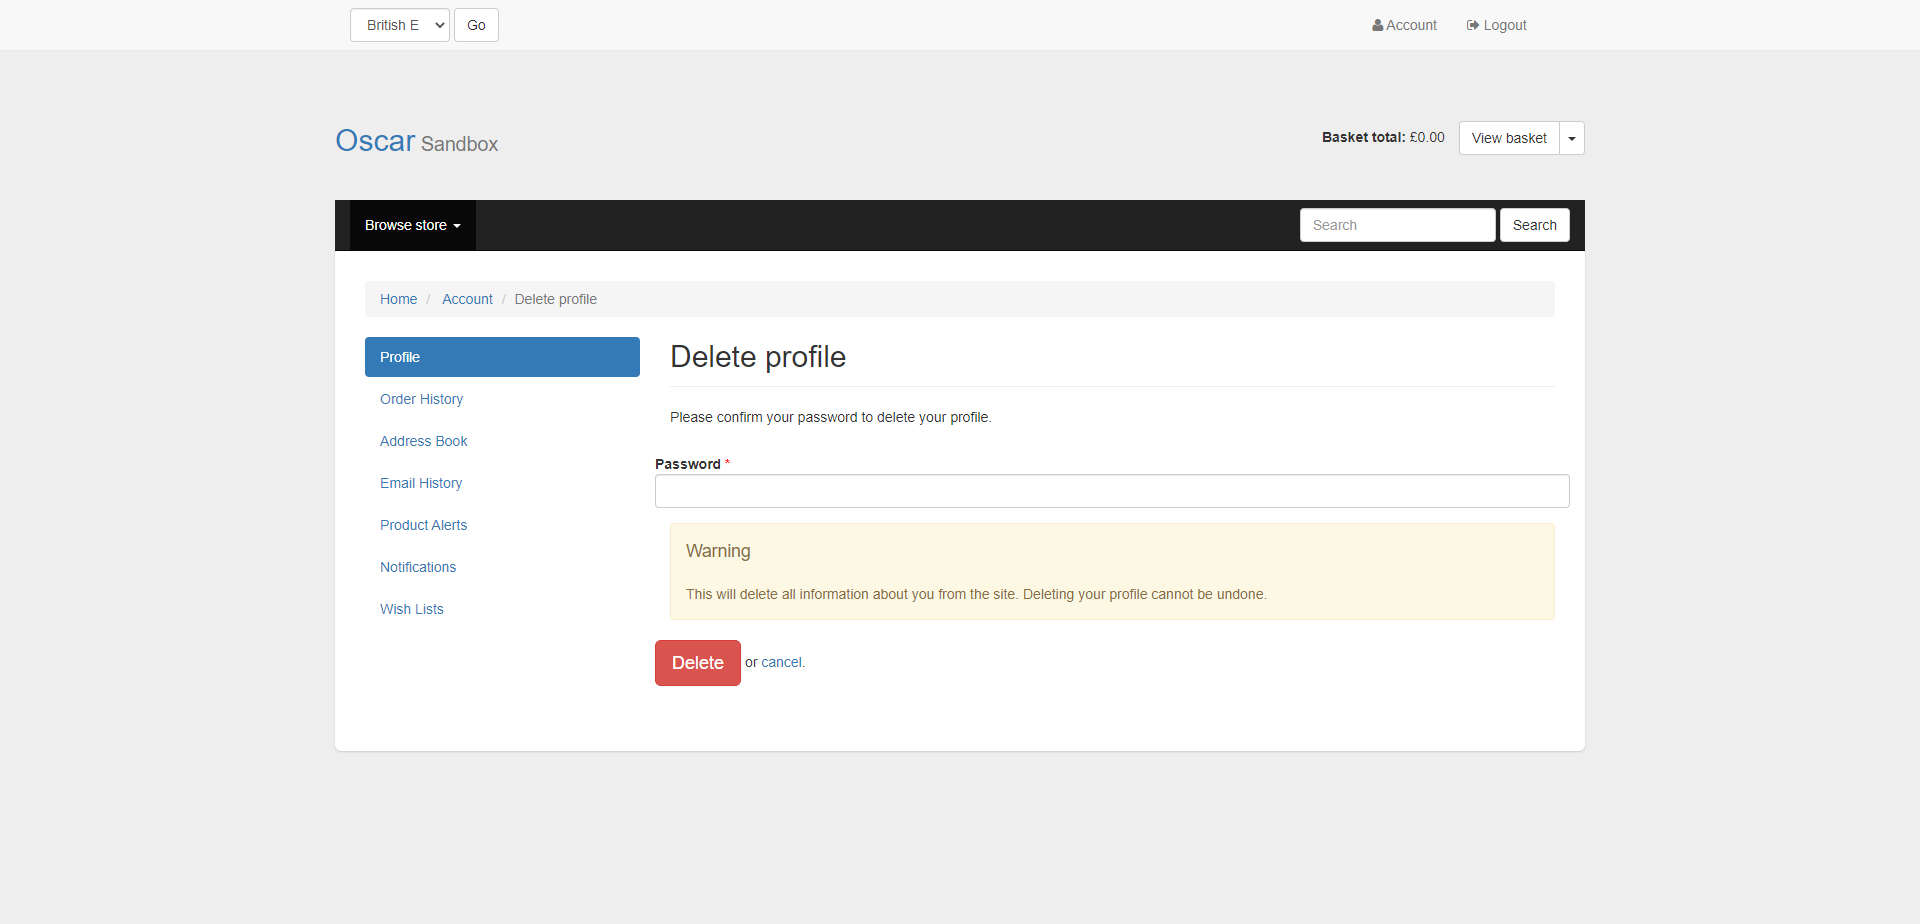 British E
Go
Account
Logout
Oscar Sandbox
Basket total: £0.00
View basket
Browse store
Search
Search
Home / Account / Delete profile
Profile
Order History
Address Book
Email History
Product Alerts
Notifications
Wish Lists
Delete profile
Please confirm your password to delete your profile.
Password *
Warning
This will delete all information about you from the site. Deleting your profile cannot be undone.
Delete or cancel.